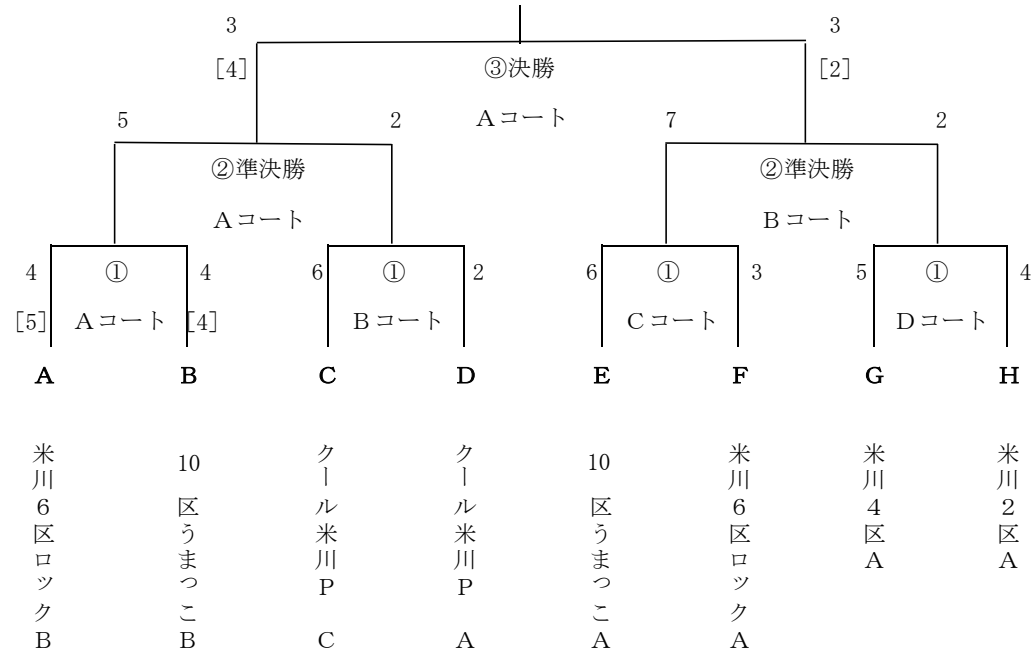 3 3
[4] ③決勝 [2]
5 2 Aコート 7 2
②準決勝 ②準決勝
Aコート Bコート
4 ① 4 6 ① 2 6 ① 3 5 ① 4
[5] Aコート [4] Bコート Cコート Dコート
A B C D E F G H
米川6区ロックB
10区うまっこB
クール米川P C
クール米川P A
10区うまっこA
米川6区ロックA
米川4区A
米川2区A